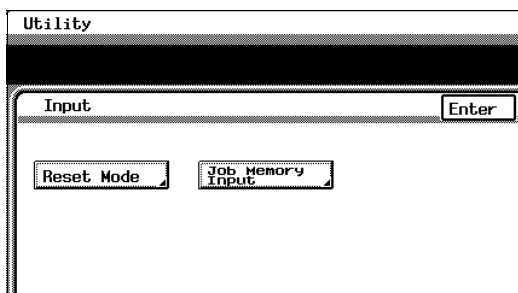 Utility
Input
Enter
Reset Mode
Job Memory
Input